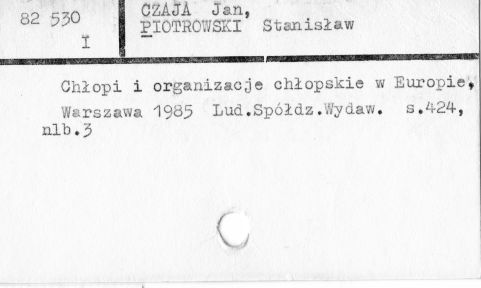 82 530
I
CZAJA Jan,
PIOTROWSKI Stanisław
Chłopi i organizacje chłopskie w Europie,
Warszawa 1985 Lud.Spółdz.Wydaw. s.424,
nlb.3